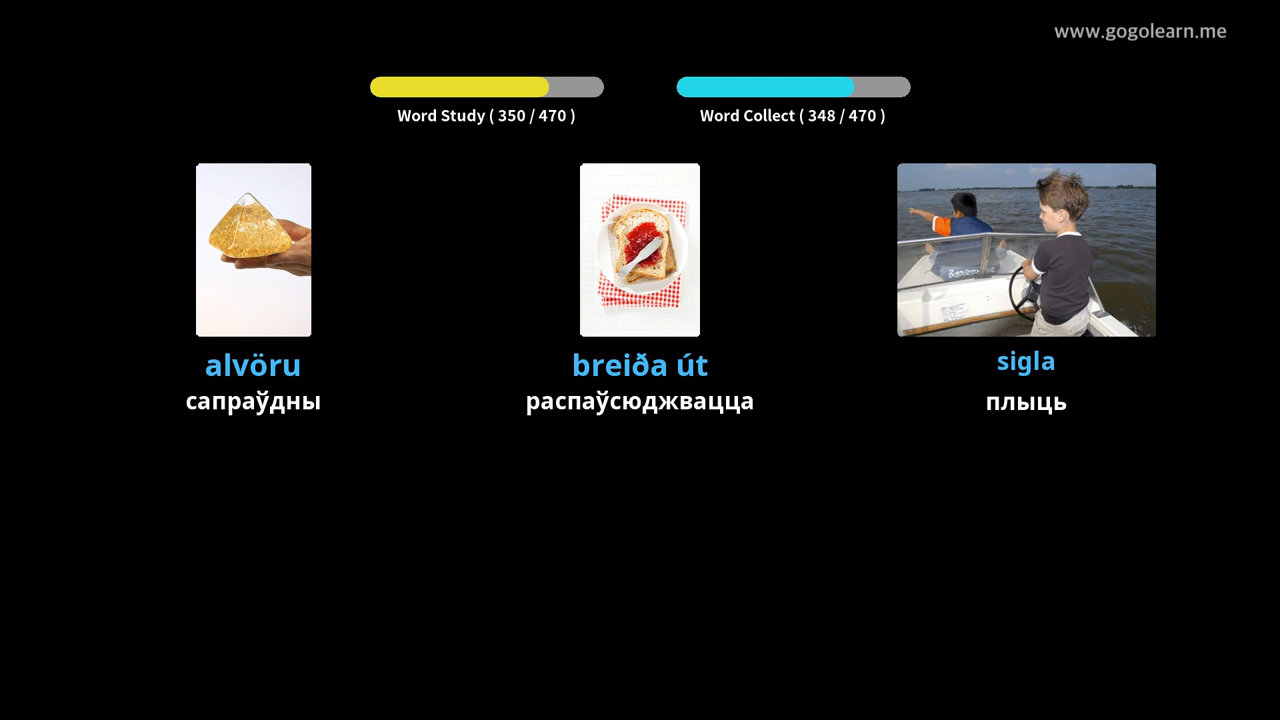 www.gogolearn.me
Word Study ( 350 / 470 )
Word Collect ( 348 / 470 )
alvöru
сапраўдны
breiða út
распаўсюджвацца
sigla
плыць